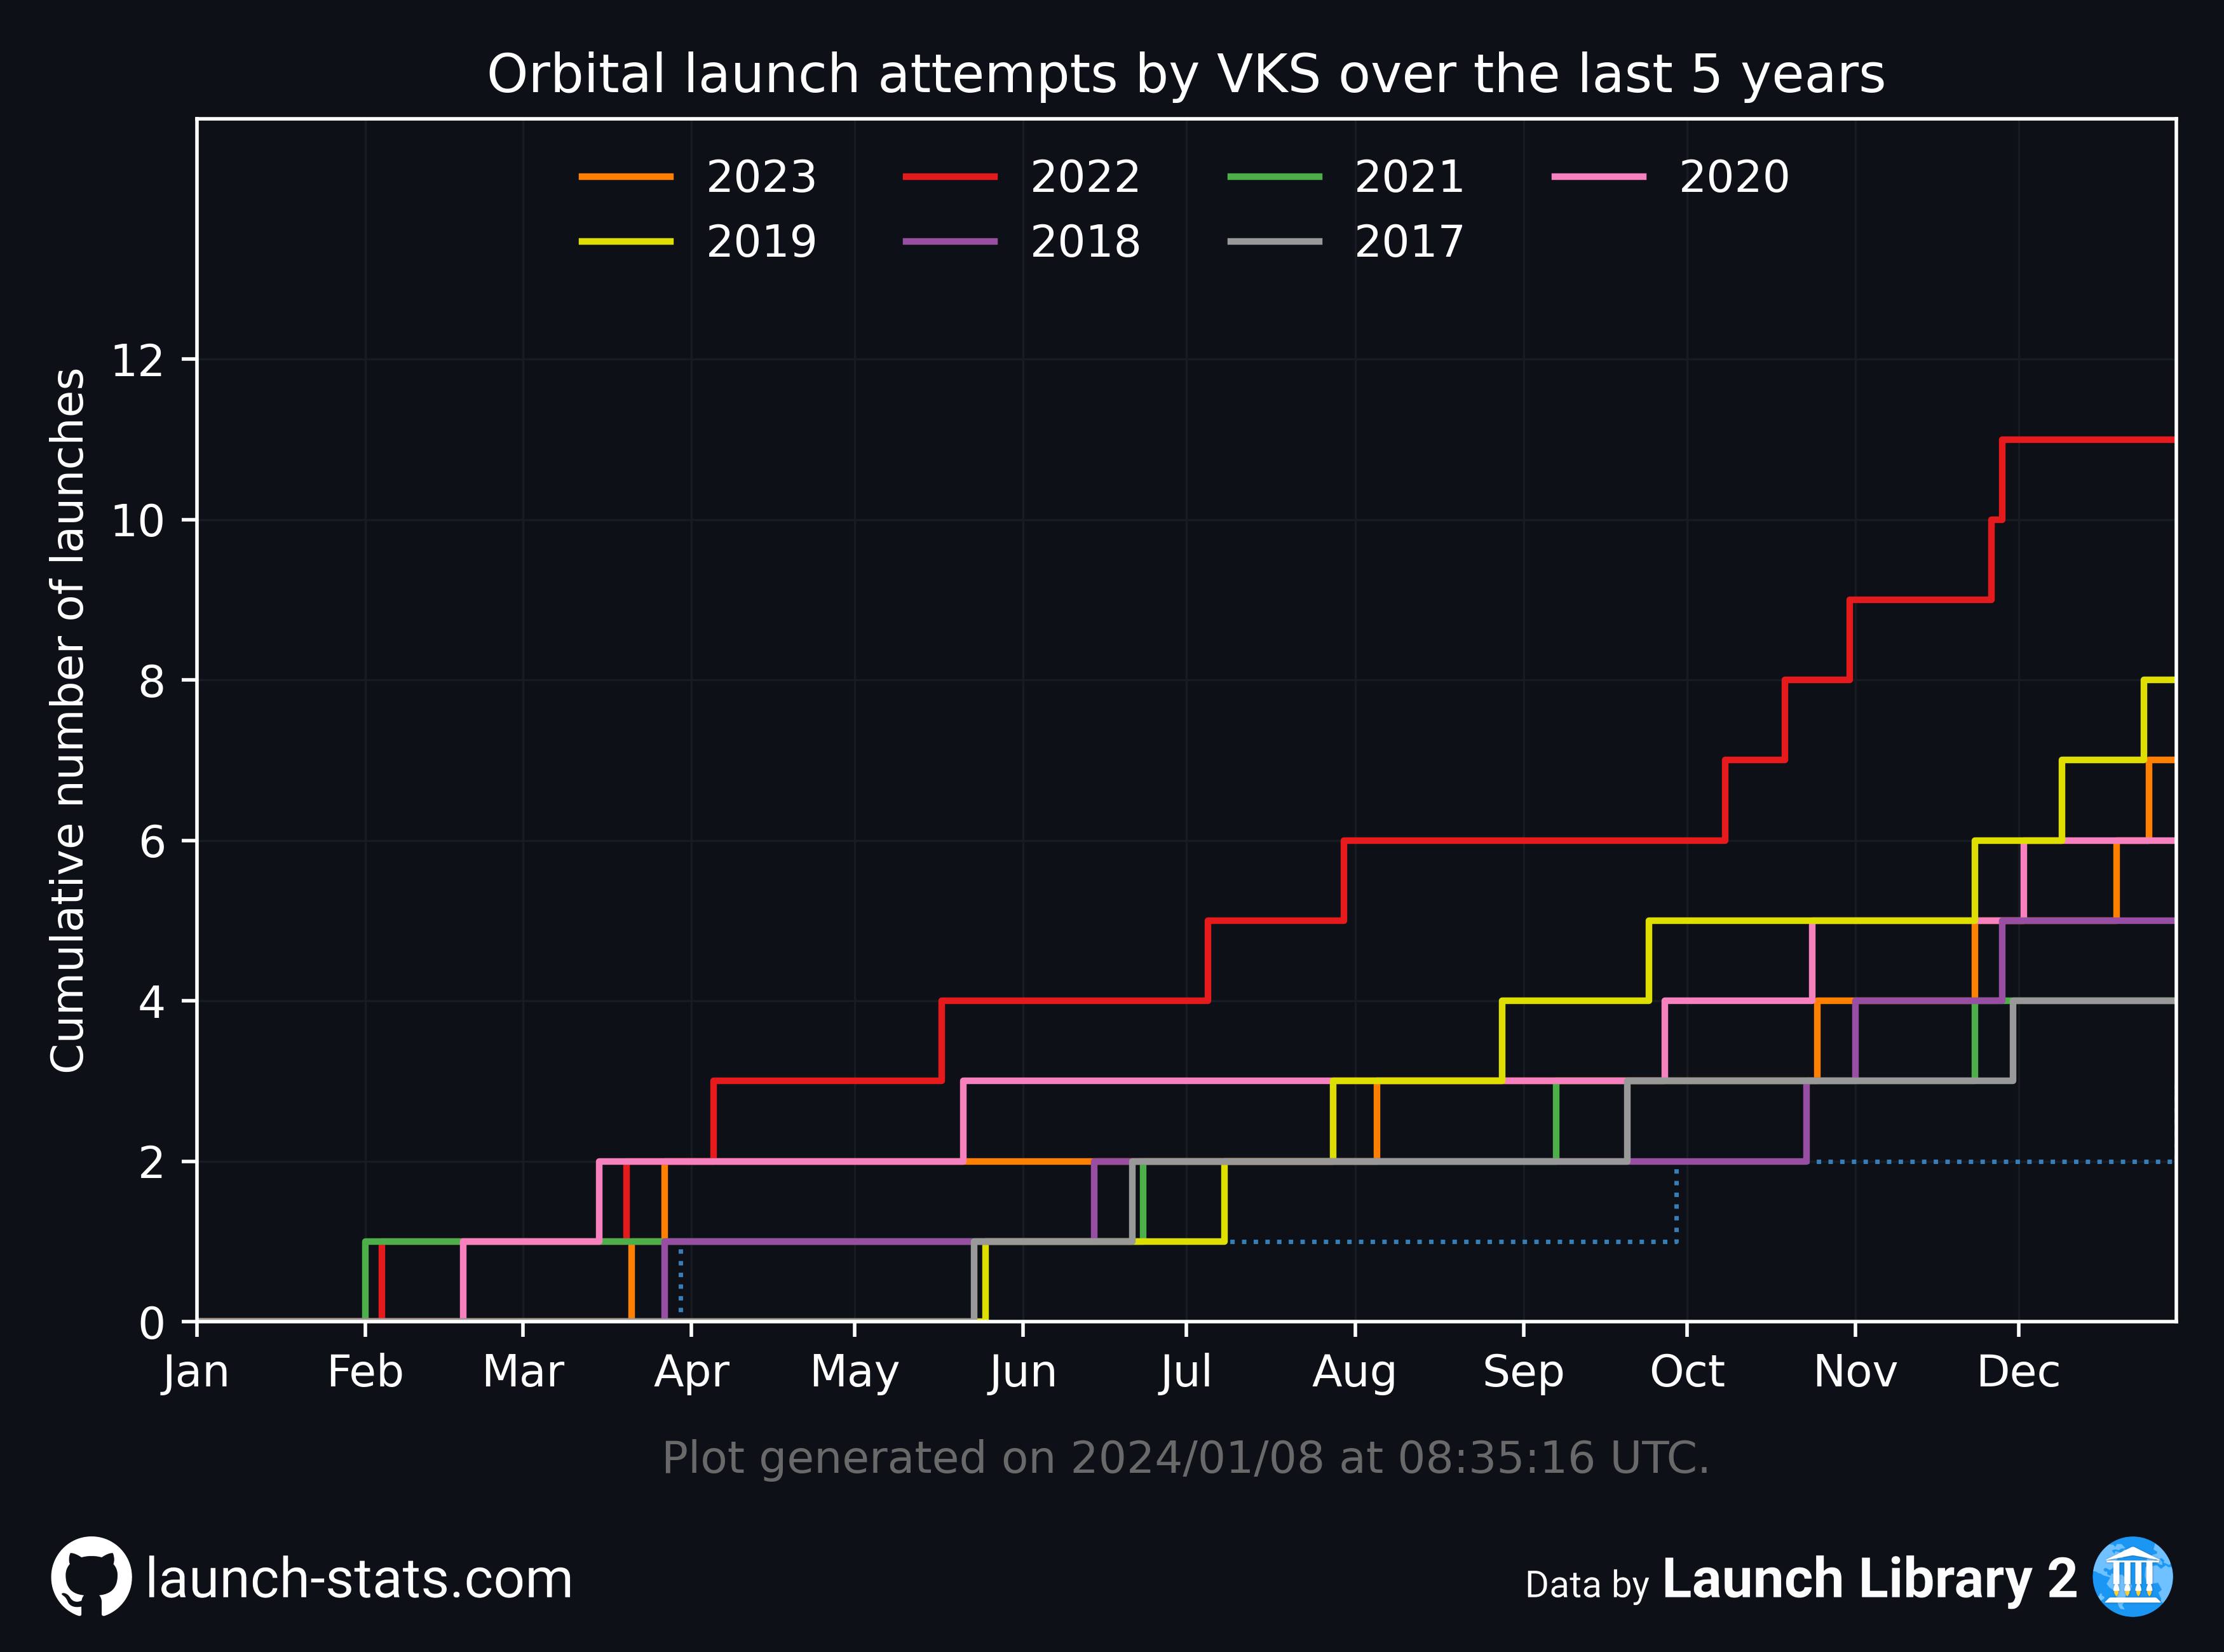 Orbital launch attempts by VKS over the last 5 years
2023 2022 2021 2020
2019 2018 2017
Cumulative number of launches
12
10
8
6
4
2
0
Jan Feb Mar Apr May Jun Jul Aug Sep Oct Nov Dec
Plot generated on 2024/01/08 at 08:35:16 UTC.
launch-stats.com
Data by Launch Library 2